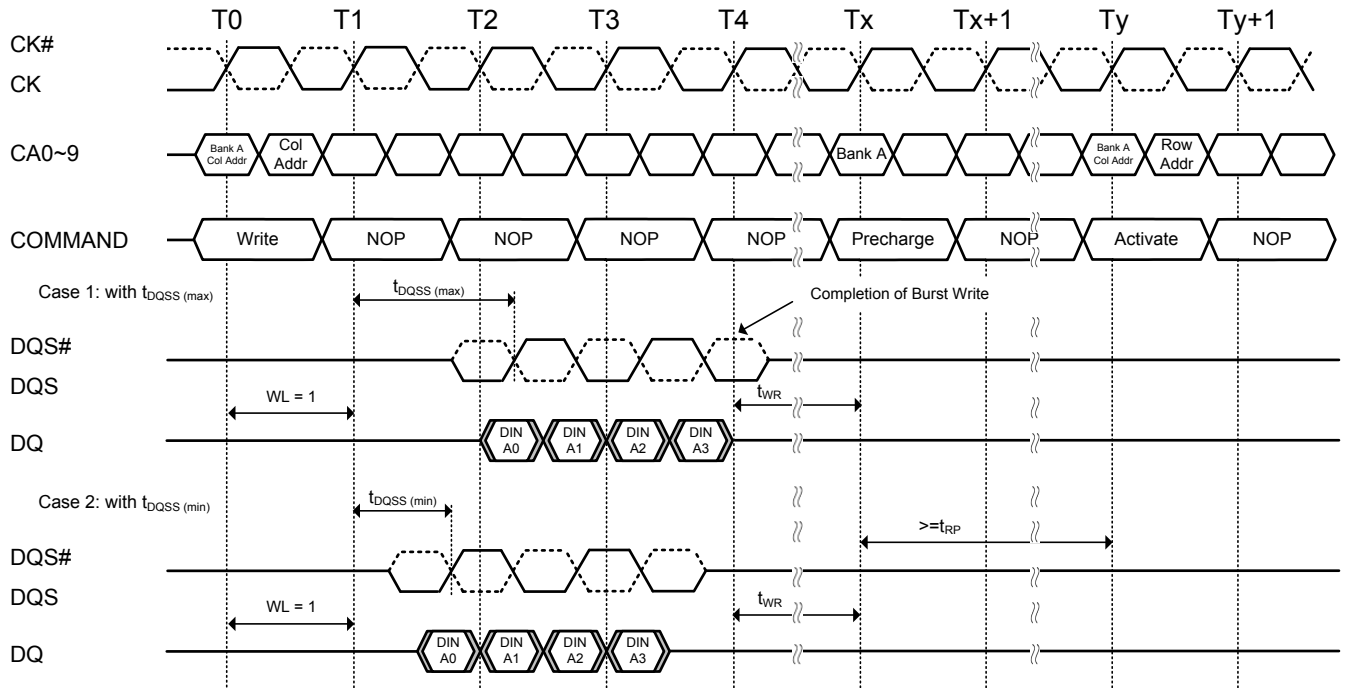 T0 T1 T2 T3 T4 Tx Tx+1 Ty Ty+1
CK#
CK
CA0~9
Bank A
Col Addr
Col
Addr
Bank A
Bank A
Col Addr
Row
Addr
COMMAND Write NOP NOP NOP NOP Precharge NOP Activate NOP
Case 1: with tDQSS (max)
tDQSS (max)
Completion of Burst Write
DQS#
DQS
WL = 1
tWR
DQ
DIN
A0
DIN
A1
DIN
A2
DIN
A3
Case 2: with tDQSS (min)
tDQSS (min)
>=tRP
DQS#
DQS
WL = 1
tWR
DQ
DIN
A0
DIN
A1
DIN
A2
DIN
A3